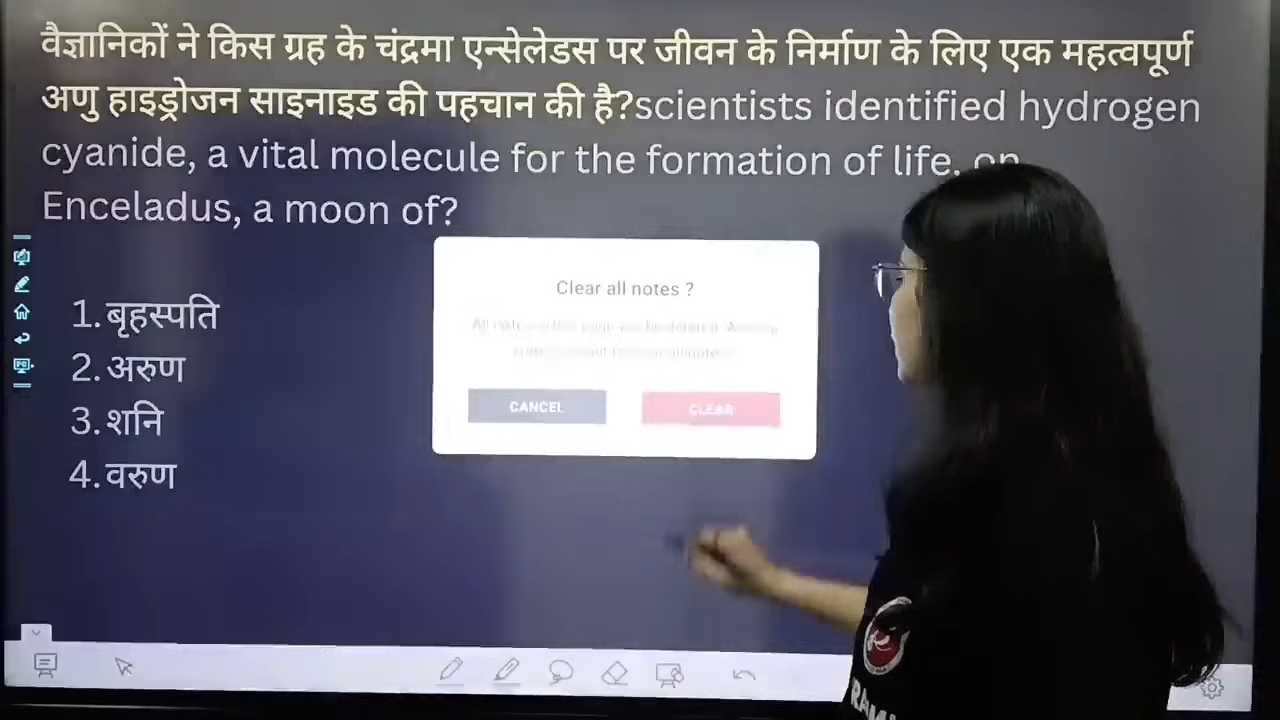 वैज्ञानिकों ने किस ग्रह के चंद्रमा एन्सेलेडस पर जीवन के निर्माण के लिए एक महत्वपूर्ण
अणु हाइड्रोजन साइनाइड की पहचान की है?scientists identified hydrogen
cyanide, a vital molecule for the formation of life, on
Enceladus, a moon of?
1. बृहस्पति
2. अरुण
3. शनि
4. वरुण
Clear all notes ?
CANCEL
CLEAR